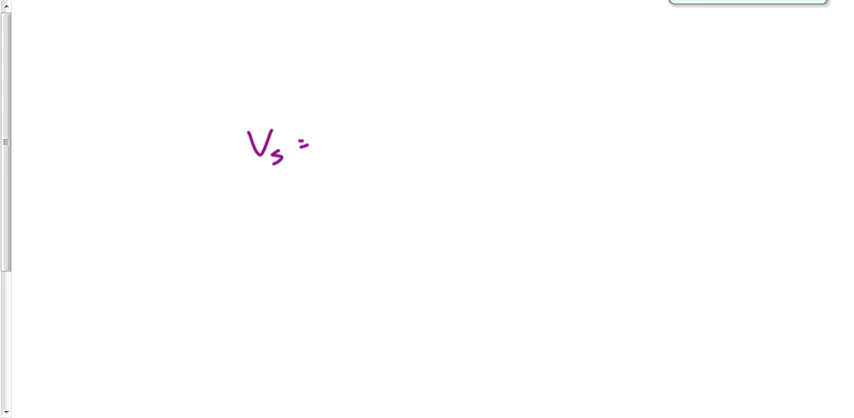 Vs =